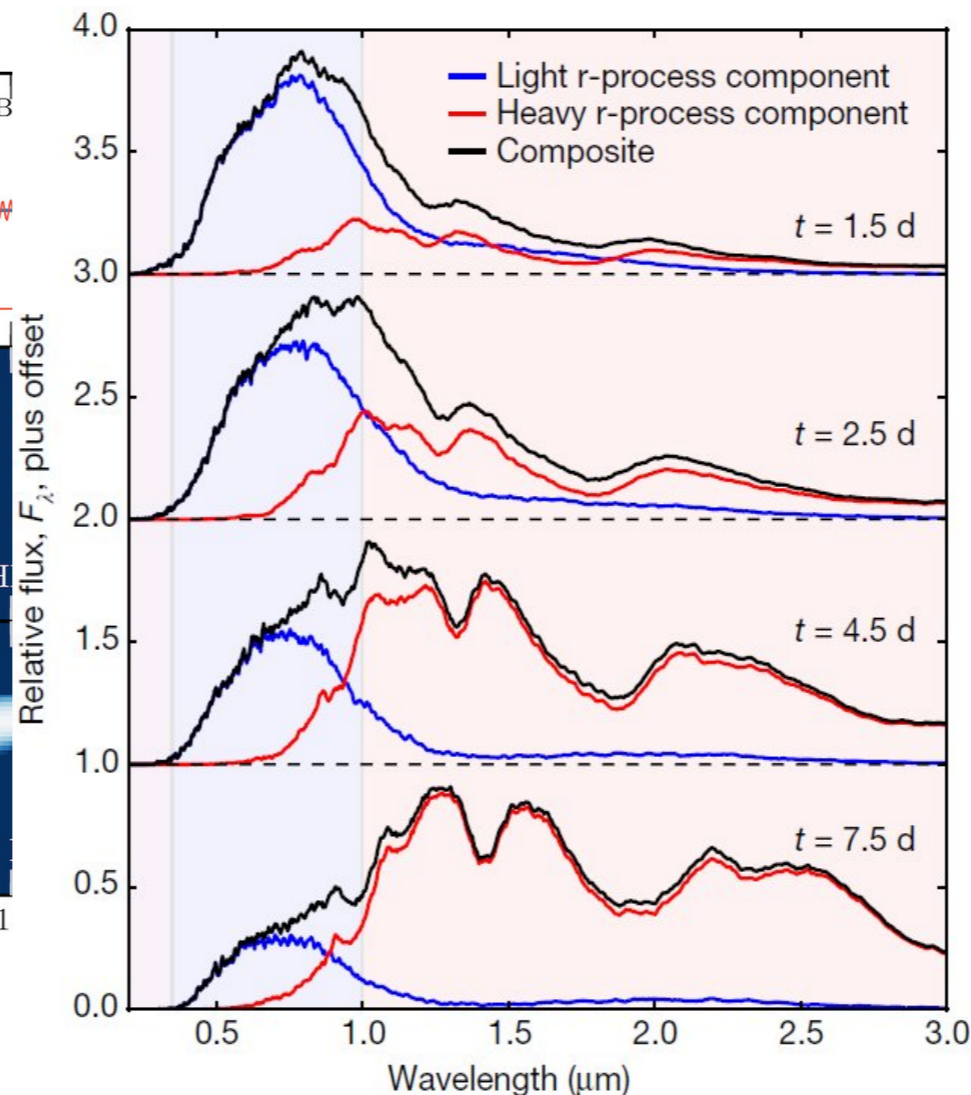 4.0
3.5
3.0
2.5
2.0
1.5
1.0
0.5
0.0
Relative flux, Fλ, plus offset
Light r-process component
Heavy r-process component
Composite
t = 1.5 d
t = 2.5 d
t = 4.5 d
t = 7.5 d
0.5 1.0 1.5 2.0 2.5 3.0
Wavelength (μm)
B
1